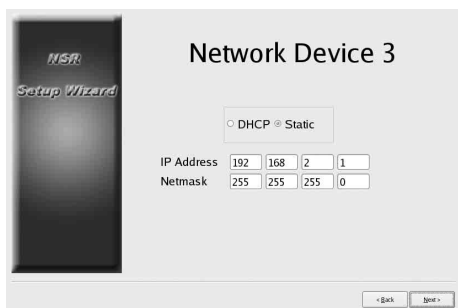 NSR
Setup Wizard
Network Device 3
DHCP Static
IP Address 192 168 2 1
Netmask 255 255 255 0
< Back Next >